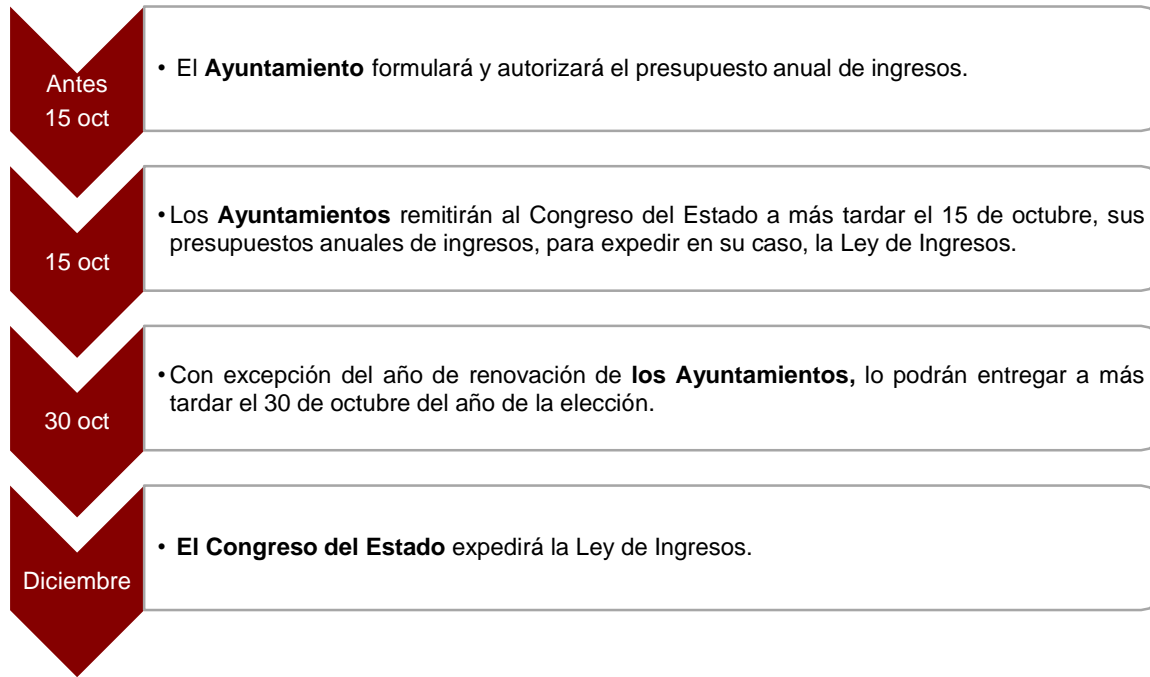 Antes
15 oct
• El Ayuntamiento formulará y autorizará el presupuesto anual de ingresos.
15 oct
• Los Ayuntamientos remitirán al Congreso del Estado a más tardar el 15 de octubre, sus
presupuestos anuales de ingresos, para expedir en su caso, la Ley de Ingresos.
30 oct
• Con excepción del año de renovación de los Ayuntamientos, lo podrán entregar a más
tardar el 30 de octubre del año de la elección.
Diciembre
• El Congreso del Estado expedirá la Ley de Ingresos.